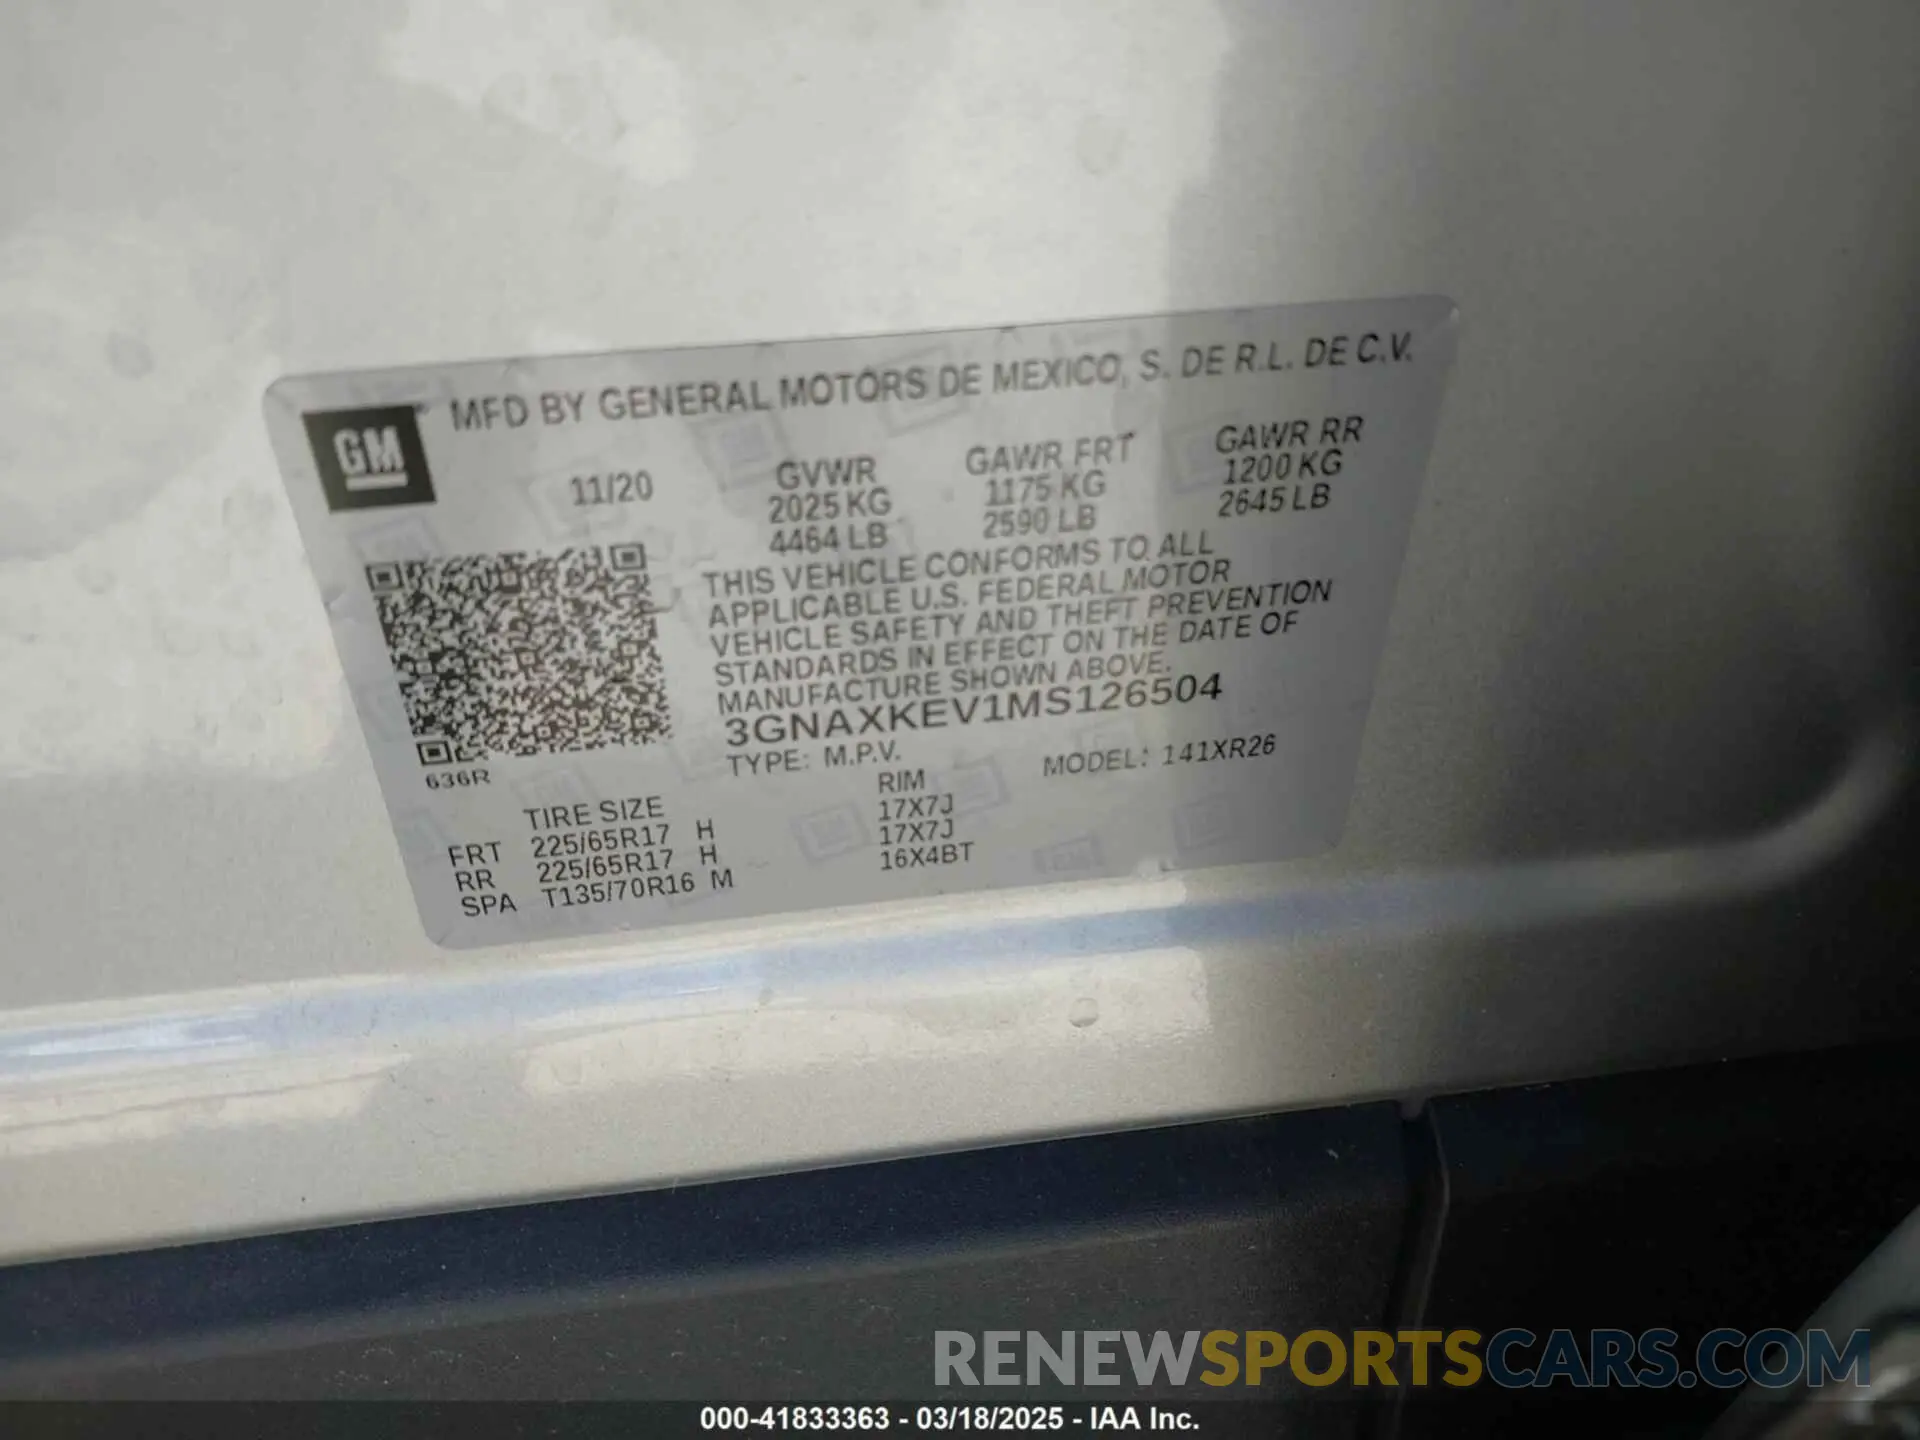 MFD BY GENERAL MOTORS DE MEXICO, S. DE R.L. DE C.V.
GM
11/20
GVWR
2025 KG
4464 LB
GAWR FRT
1175 KG
2590 LB
GAWR RR
1200 KG
2645 LB
THIS VEHICLE CONFORMS TO ALL
APPLICABLE U.S. FEDERAL MOTOR
VEHICLE SAFETY AND THEFT PREVENTION
STANDARDS IN EFFECT ON THE DATE OF
MANUFACTURE SHOWN ABOVE.
3GNAXKEV1MS126504
TYPE: M.P.V.
MODEL: 141XR26
636R
TIRE SIZE RIM
FRT 225/65R17 H 17X7J
RR 225/65R17 H 17X7J
SPA T135/70R16 M 16X4BT
RENEWSPORTSCARS.COM
000-41833363 - 03/18/2025 - IAA Inc.